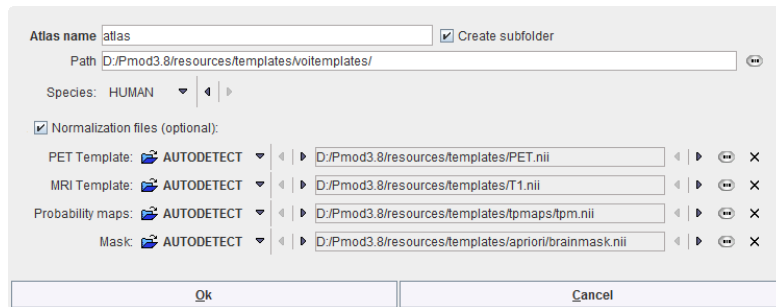 Atlas name atlas Create subfolder
Path D:/Pmod3.8/resources/templates/voitemplates/
Species: HUMAN
Normalization files (optional):
PET Template: AUTODETECT D:/Pmod3.8/resources/templates/PET.nii
MRI Template: AUTODETECT D:/Pmod3.8/resources/templates/T1.nii
Probability maps: AUTODETECT D:/Pmod3.8/resources/templates/tpmaps/tpm.nii
Mask: AUTODETECT D:/Pmod3.8/resources/templates/apriori/brainmask.nii
Ok Cancel